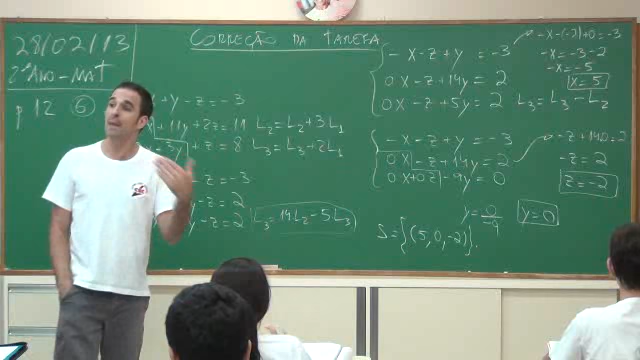 28/02/13
2º ANO - MAT
p 12 ⑥
CORREÇÃO DA TAREFA
x + y - z = -3
+ 11y + 2z = 11 L₂ = L₂ + 3L₁
+ 3y + z = 8 L₃ = L₃ + 2L₁
- z = -3
- z = 2
y - z = 2
L₃ = 14L₂ - 5L₃
- x - z + y = -3
0x - z + 14y = 2
0x - z + 5y = 2 L₃ = L₃ - L₂
- x - z + y = -3
0x - z + 14y = 2
0x + 0z - 9y = 0
y = 0/-9 y = 0
S = {(5, 0, -2)}.
- x - (-2) + 0 = -3
-x = -3 - 2
-x = -5
x = 5
- z + 14.0 = 2
-z = 2
z = -2